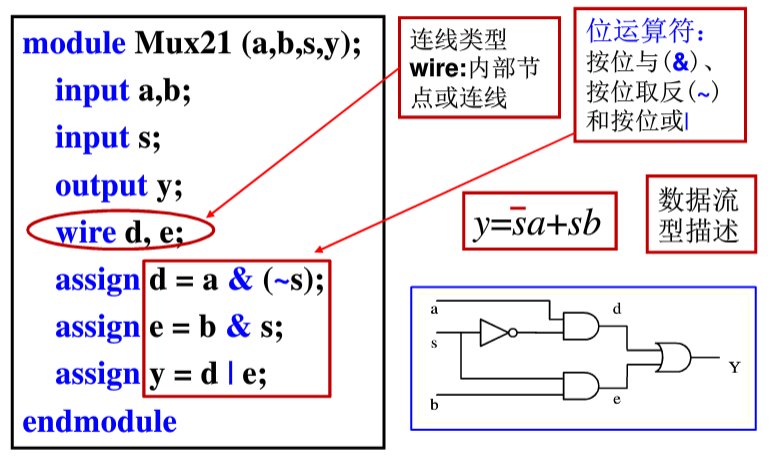 module Mux21 (a,b,s,y);
input a,b;
input s;
output y;
wire d, e;
assign d = a & (~s);
assign e = b & s;
assign y = d | e;
endmodule
连线类型
wire:内部节
点或连线
位运算符:
按位与(&)、
按位取反(~)
和按位或|
y=s̄a+sb
数据流
型描述
a
d
s
Y
b
e